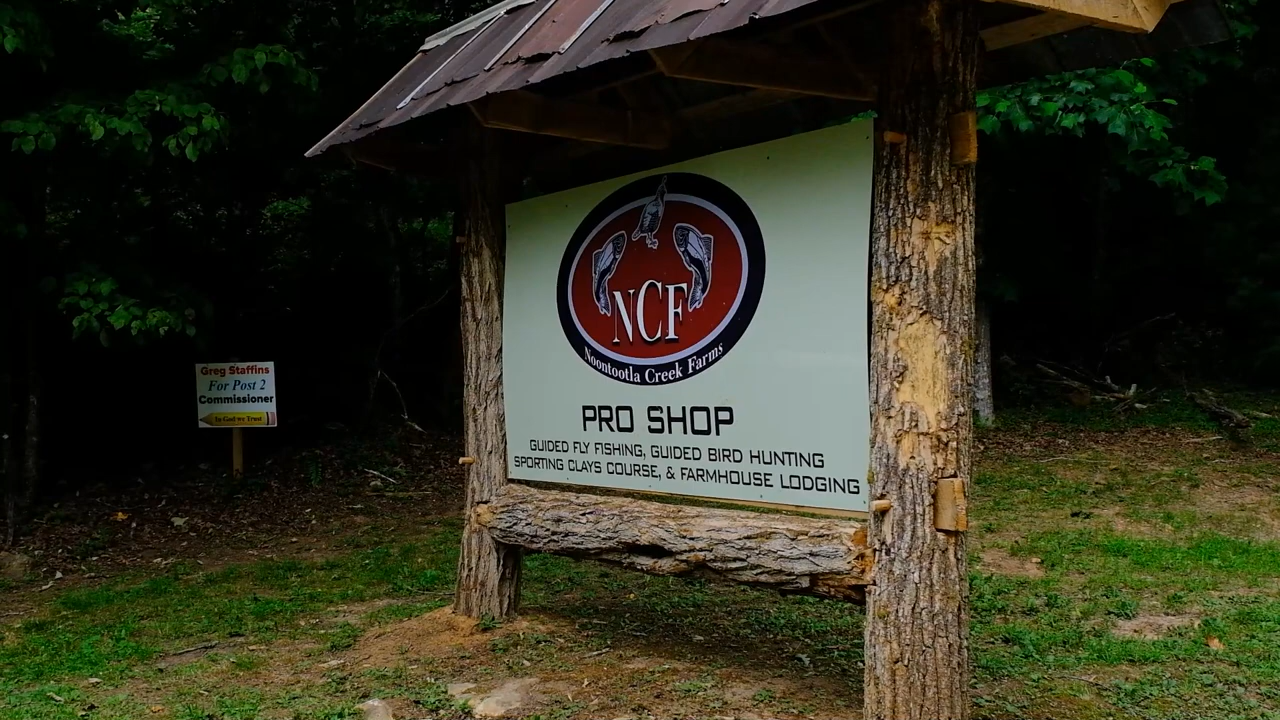 NCF
Noontootla Creek Farms
PRO SHOP
GUIDED FLY FISHING, GUIDED BIRD HUNTING
SPORTING CLAYS COURSE, & FARMHOUSE LODGING
Greg Staffins
For Post 2
Commissioner
In God we Trust